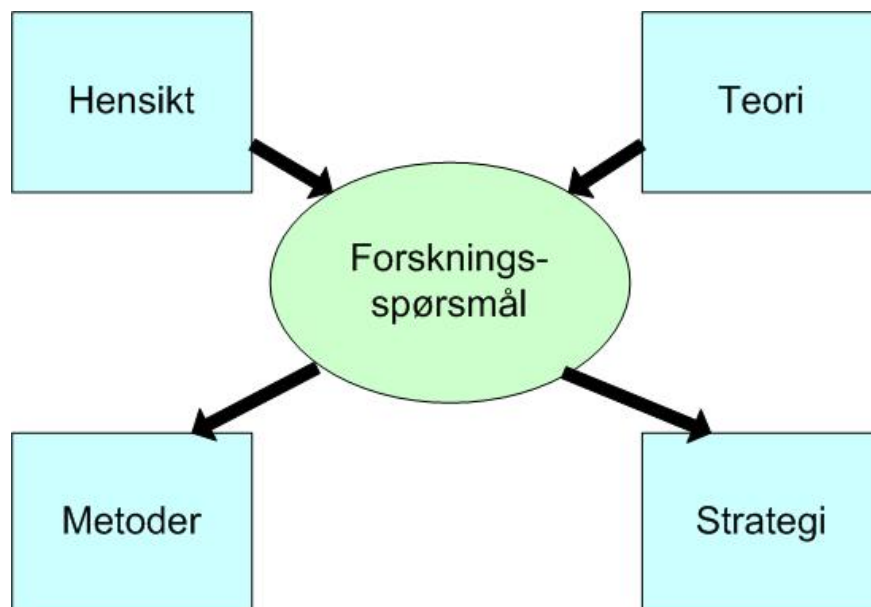 Hensikt
Teori
Forsknings-
spørsmål
Metoder
Strategi